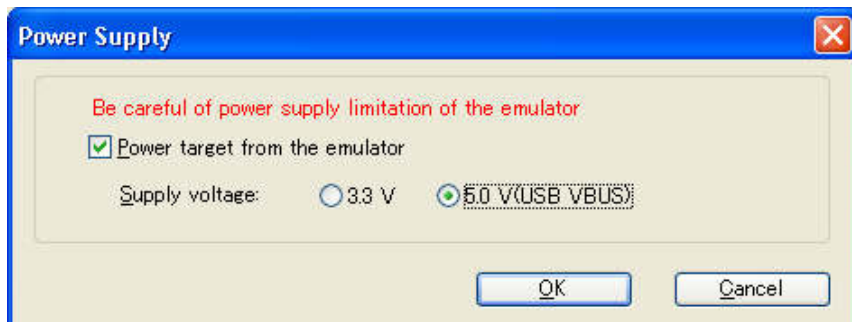 Power Supply
Be careful of power supply limitation of the emulator
Power target from the emulator
Supply voltage: 3.3 V 5.0 V(USB VBUS)
OK Cancel